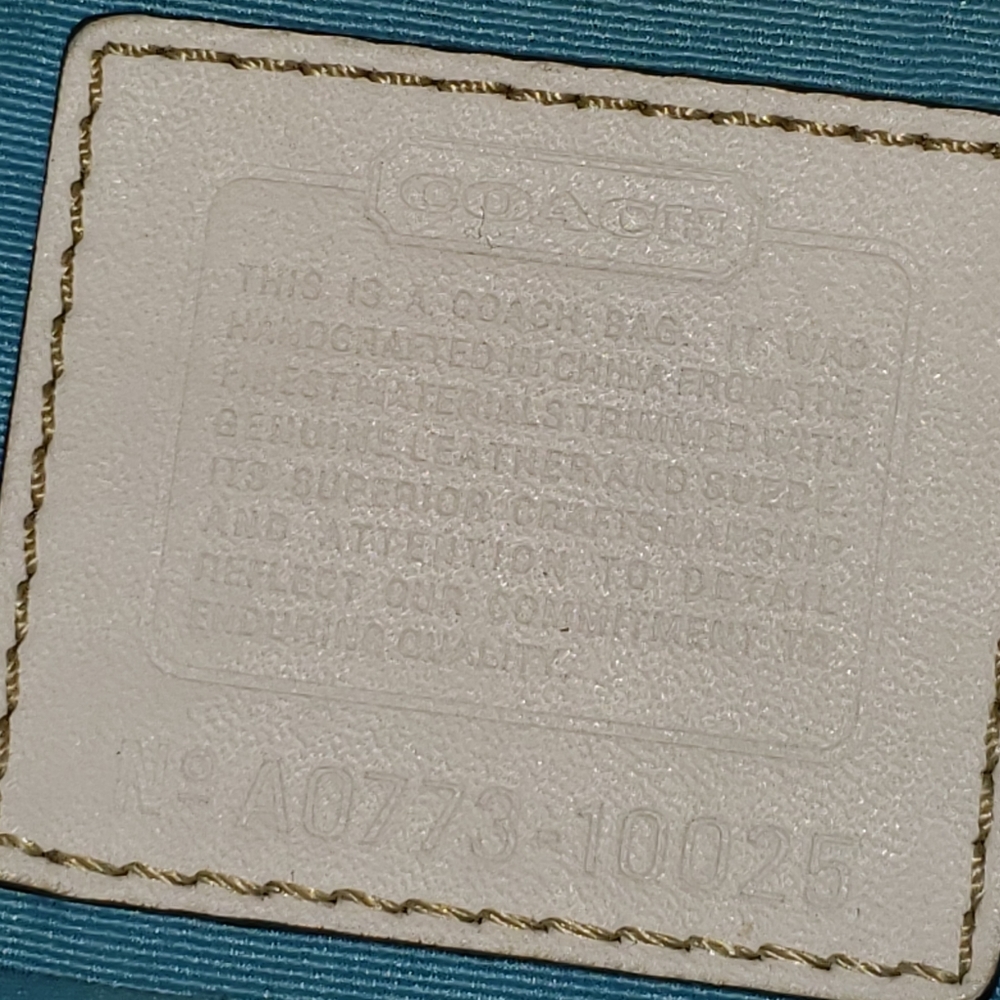 COACH
THIS IS A COACH BAG. IT WAS
HANDCRAFTED IN CHINA FROM THE
FINEST MATERIALS TRIMMED WITH
GENUINE LEATHER AND SUEDE.
ITS SUPERIOR CRAFTSMANSHIP
AND ATTENTION TO DETAIL
REFLECT OUR COMMITMENT TO
ENDURING QUALITY.
Nº A0773-10025